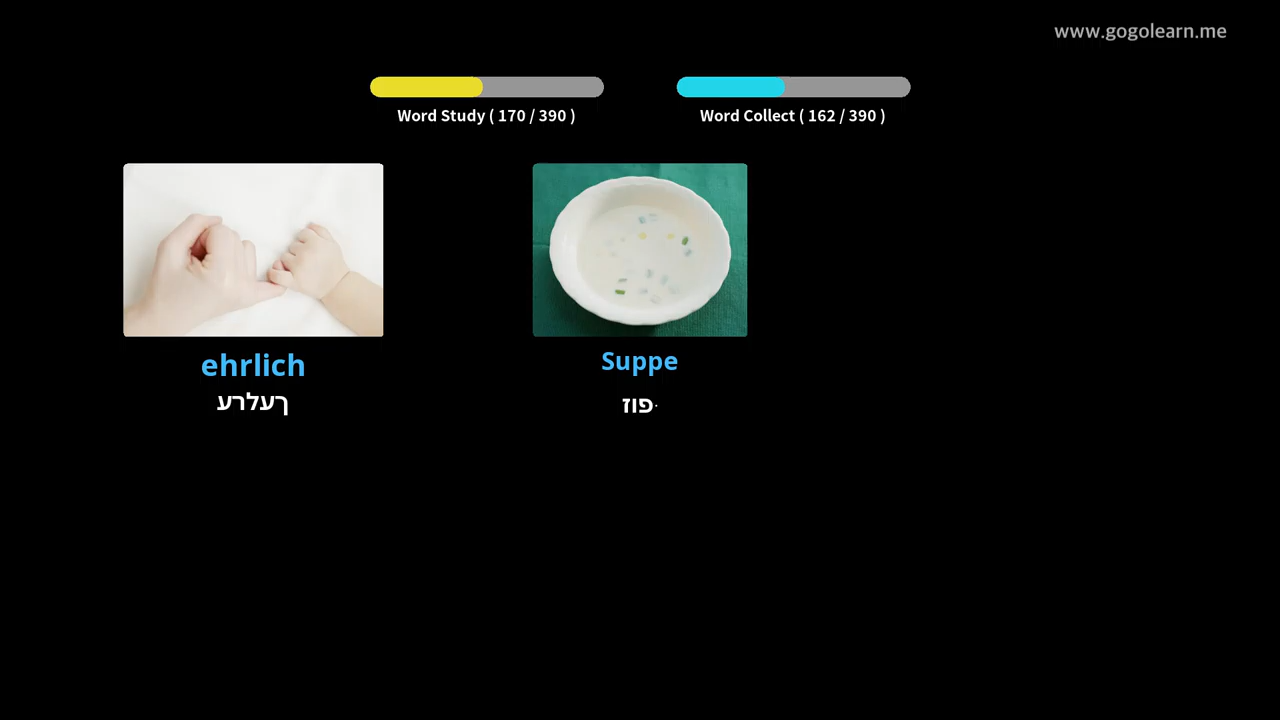 www.gogolearn.me
Word Study ( 170 / 390 )
Word Collect ( 162 / 390 )
ehrlich
ךעלרע
Suppe
·פוז